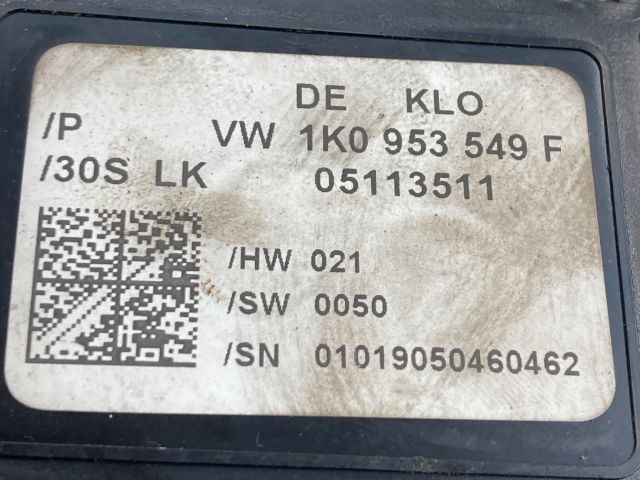 DE KLO
/P VW 1K0 953 549 F
/30S LK 05113511
/HW 021
/SW 0050
/SN 01019050460462